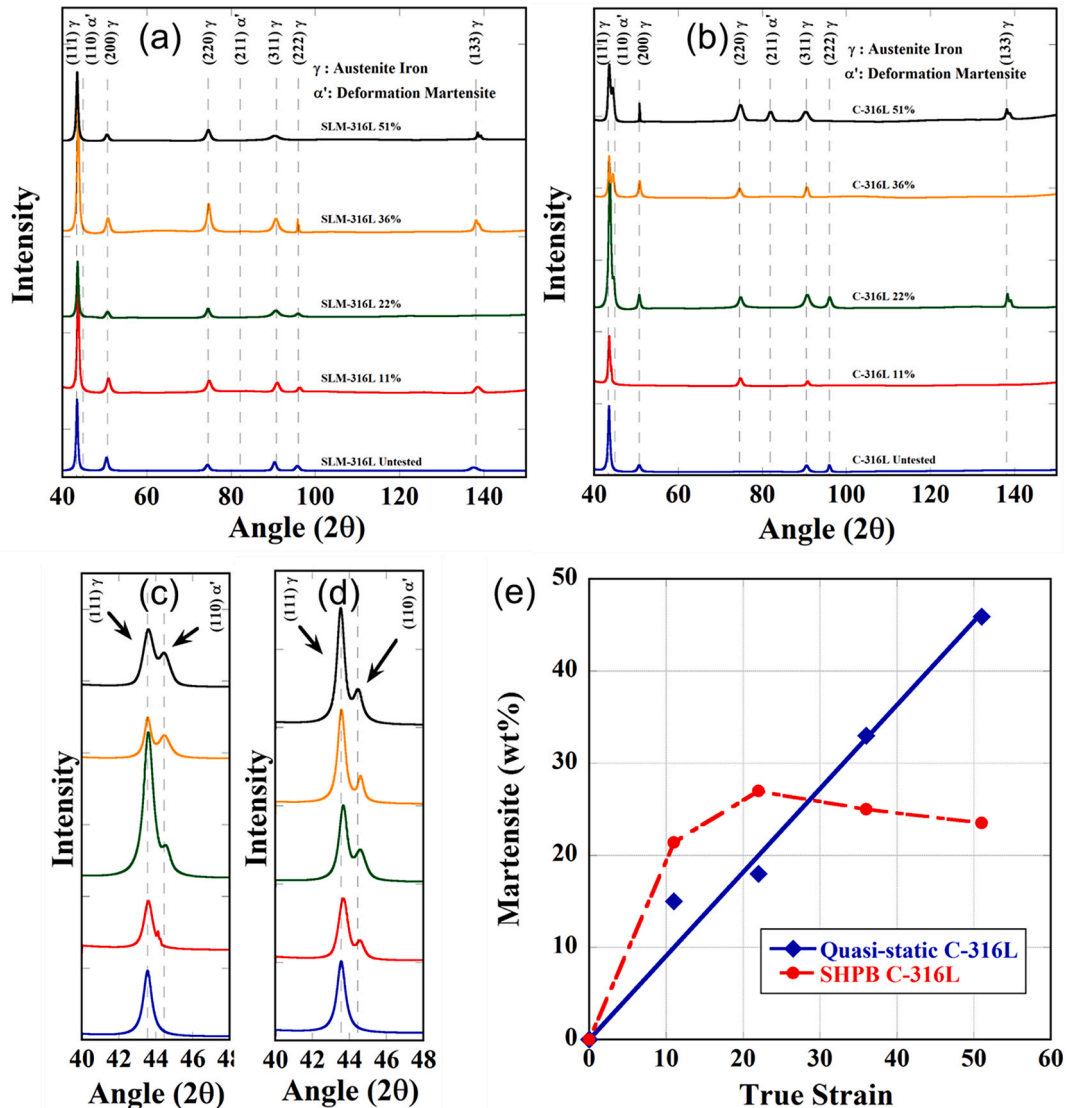 (a)
(111) γ
(110) α'
(200) γ
(220) γ
(211) α'
(311) γ
(222) γ
(133) γ
γ : Austenite Iron
α': Deformation Martensite
SLM-316L 51%
SLM-316L 36%
SLM-316L 22%
SLM-316L 11%
SLM-316L Untested
Intensity
40 60 80 100 120 140
Angle (2θ)
(b)
(111) γ
(110) α'
(200) γ
(220) γ
(211) α'
(311) γ
(222) γ
(133) γ
γ : Austenite Iron
α': Deformation Martensite
C-316L 51%
C-316L 36%
C-316L 22%
C-316L 11%
C-316L Untested
Intensity
40 60 80 100 120 140
Angle (2θ)
(c)
(111) γ
(110) α'
Intensity
40 42 44 46 48
Angle (2θ)
(d)
(111) γ
(110) α'
Intensity
40 42 44 46 48
Angle (2θ)
(e)
50
40
30
20
10
0
Martensite (wt%)
Quasi-static C-316L
SHPB C-316L
0 10 20 30 40 50 60
True Strain